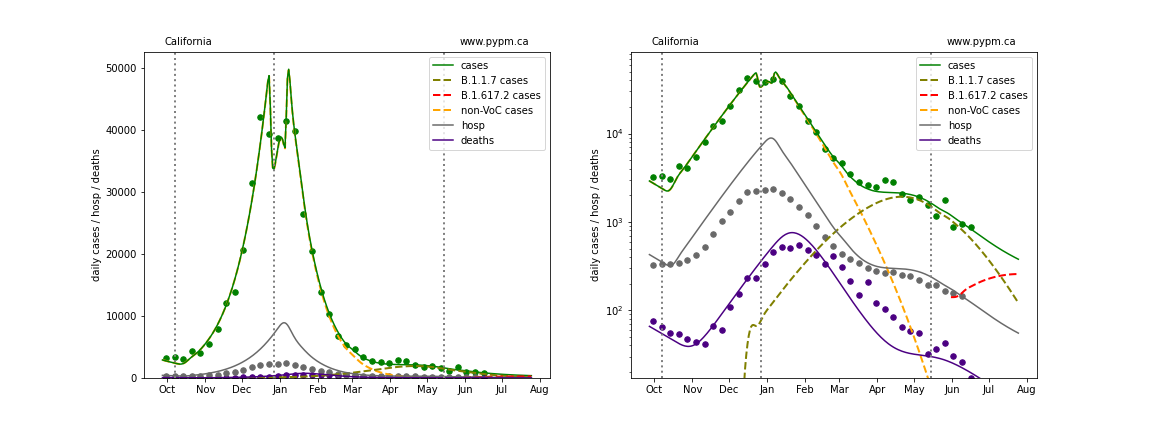 California www.pypm.ca
daily cases / hosp / deaths
50000
40000
30000
20000
10000
0
Oct Nov Dec Jan Feb Mar Apr May Jun Jul Aug
cases
B.1.1.7 cases
B.1.617.2 cases
non-VoC cases
hosp
deaths
California www.pypm.ca
daily cases / hosp / deaths
10^4
10^3
10^2
Oct Nov Dec Jan Feb Mar Apr May Jun Jul Aug
cases
B.1.1.7 cases
B.1.617.2 cases
non-VoC cases
hosp
deaths